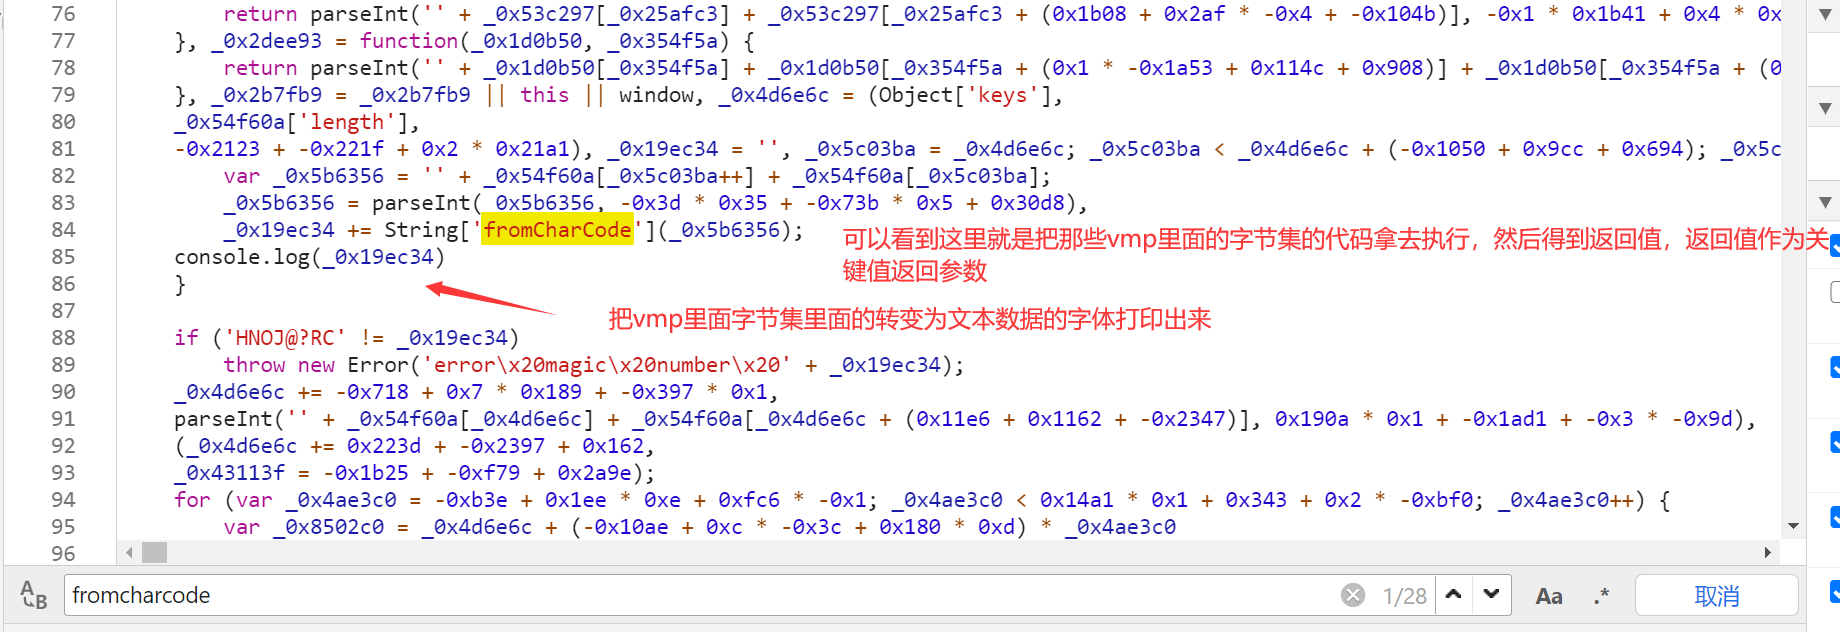 76 return parseInt('' + _0x53c297[_0x25afc3] + _0x53c297[_0x25afc3 + (0x1b08 + 0x2af * -0x4 + -0x104b)], -0x1 * 0x1b41 + 0x4 * 0x
77 }, _0x2dee93 = function(_0x1d0b50, _0x354f5a) {
78 return parseInt('' + _0x1d0b50[_0x354f5a] + _0x1d0b50[_0x354f5a + (0x1 * -0x1a53 + 0x114c + 0x908)] + _0x1d0b50[_0x354f5a + (0
79 }, _0x2b7fb9 = _0x2b7fb9 || this || window, _0x4d6e6c = (Object['keys'],
80 _0x54f60a['length'],
81 -0x2123 + -0x221f + 0x2 * 0x21a1), _0x19ec34 = '', _0x5c03ba = _0x4d6e6c; _0x5c03ba < _0x4d6e6c + (-0x1050 + 0x9cc + 0x694); _0x5c
82 var _0x5b6356 = '' + _0x54f60a[_0x5c03ba++] + _0x54f60a[_0x5c03ba];
83 _0x5b6356 = parseInt(_0x5b6356, -0x3d * 0x35 + -0x73b * 0x5 + 0x30d8),
84 _0x19ec34 += String['fromCharCode'](_0x5b6356);
可以看到这里就是把那些vmp里面的字节集的代码拿去执行，然后得到返回值，返回值作为关
键值返回参数
85 console.log(_0x19ec34)
86 }
把vmp里面字节集里面的转变为文本数据的字体打印出来
87
88 if ('HNOJ@?RC' != _0x19ec34)
89 throw new Error('error\x20magic\x20number\x20' + _0x19ec34);
90 _0x4d6e6c += -0x718 + 0x7 * 0x189 + -0x397 * 0x1,
91 parseInt('' + _0x54f60a[_0x4d6e6c] + _0x54f60a[_0x4d6e6c + (0x11e6 + 0x1162 + -0x2347)], 0x190a * 0x1 + -0x1ad1 + -0x3 * -0x9d),
92 (_0x4d6e6c += 0x223d + -0x2397 + 0x162,
93 _0x43113f = -0x1b25 + -0xf79 + 0x2a9e);
94 for (var _0x4ae3c0 = -0xb3e + 0x1ee * 0xe + 0xfc6 * -0x1; _0x4ae3c0 < 0x14a1 * 0x1 + 0x343 + 0x2 * -0xbf0; _0x4ae3c0++) {
95 var _0x8502c0 = _0x4d6e6c + (-0x10ae + 0xc * -0x3c + 0x180 * 0xd) * _0x4ae3c0
96
A B fromcharcode 1/28 Aa .* 取消